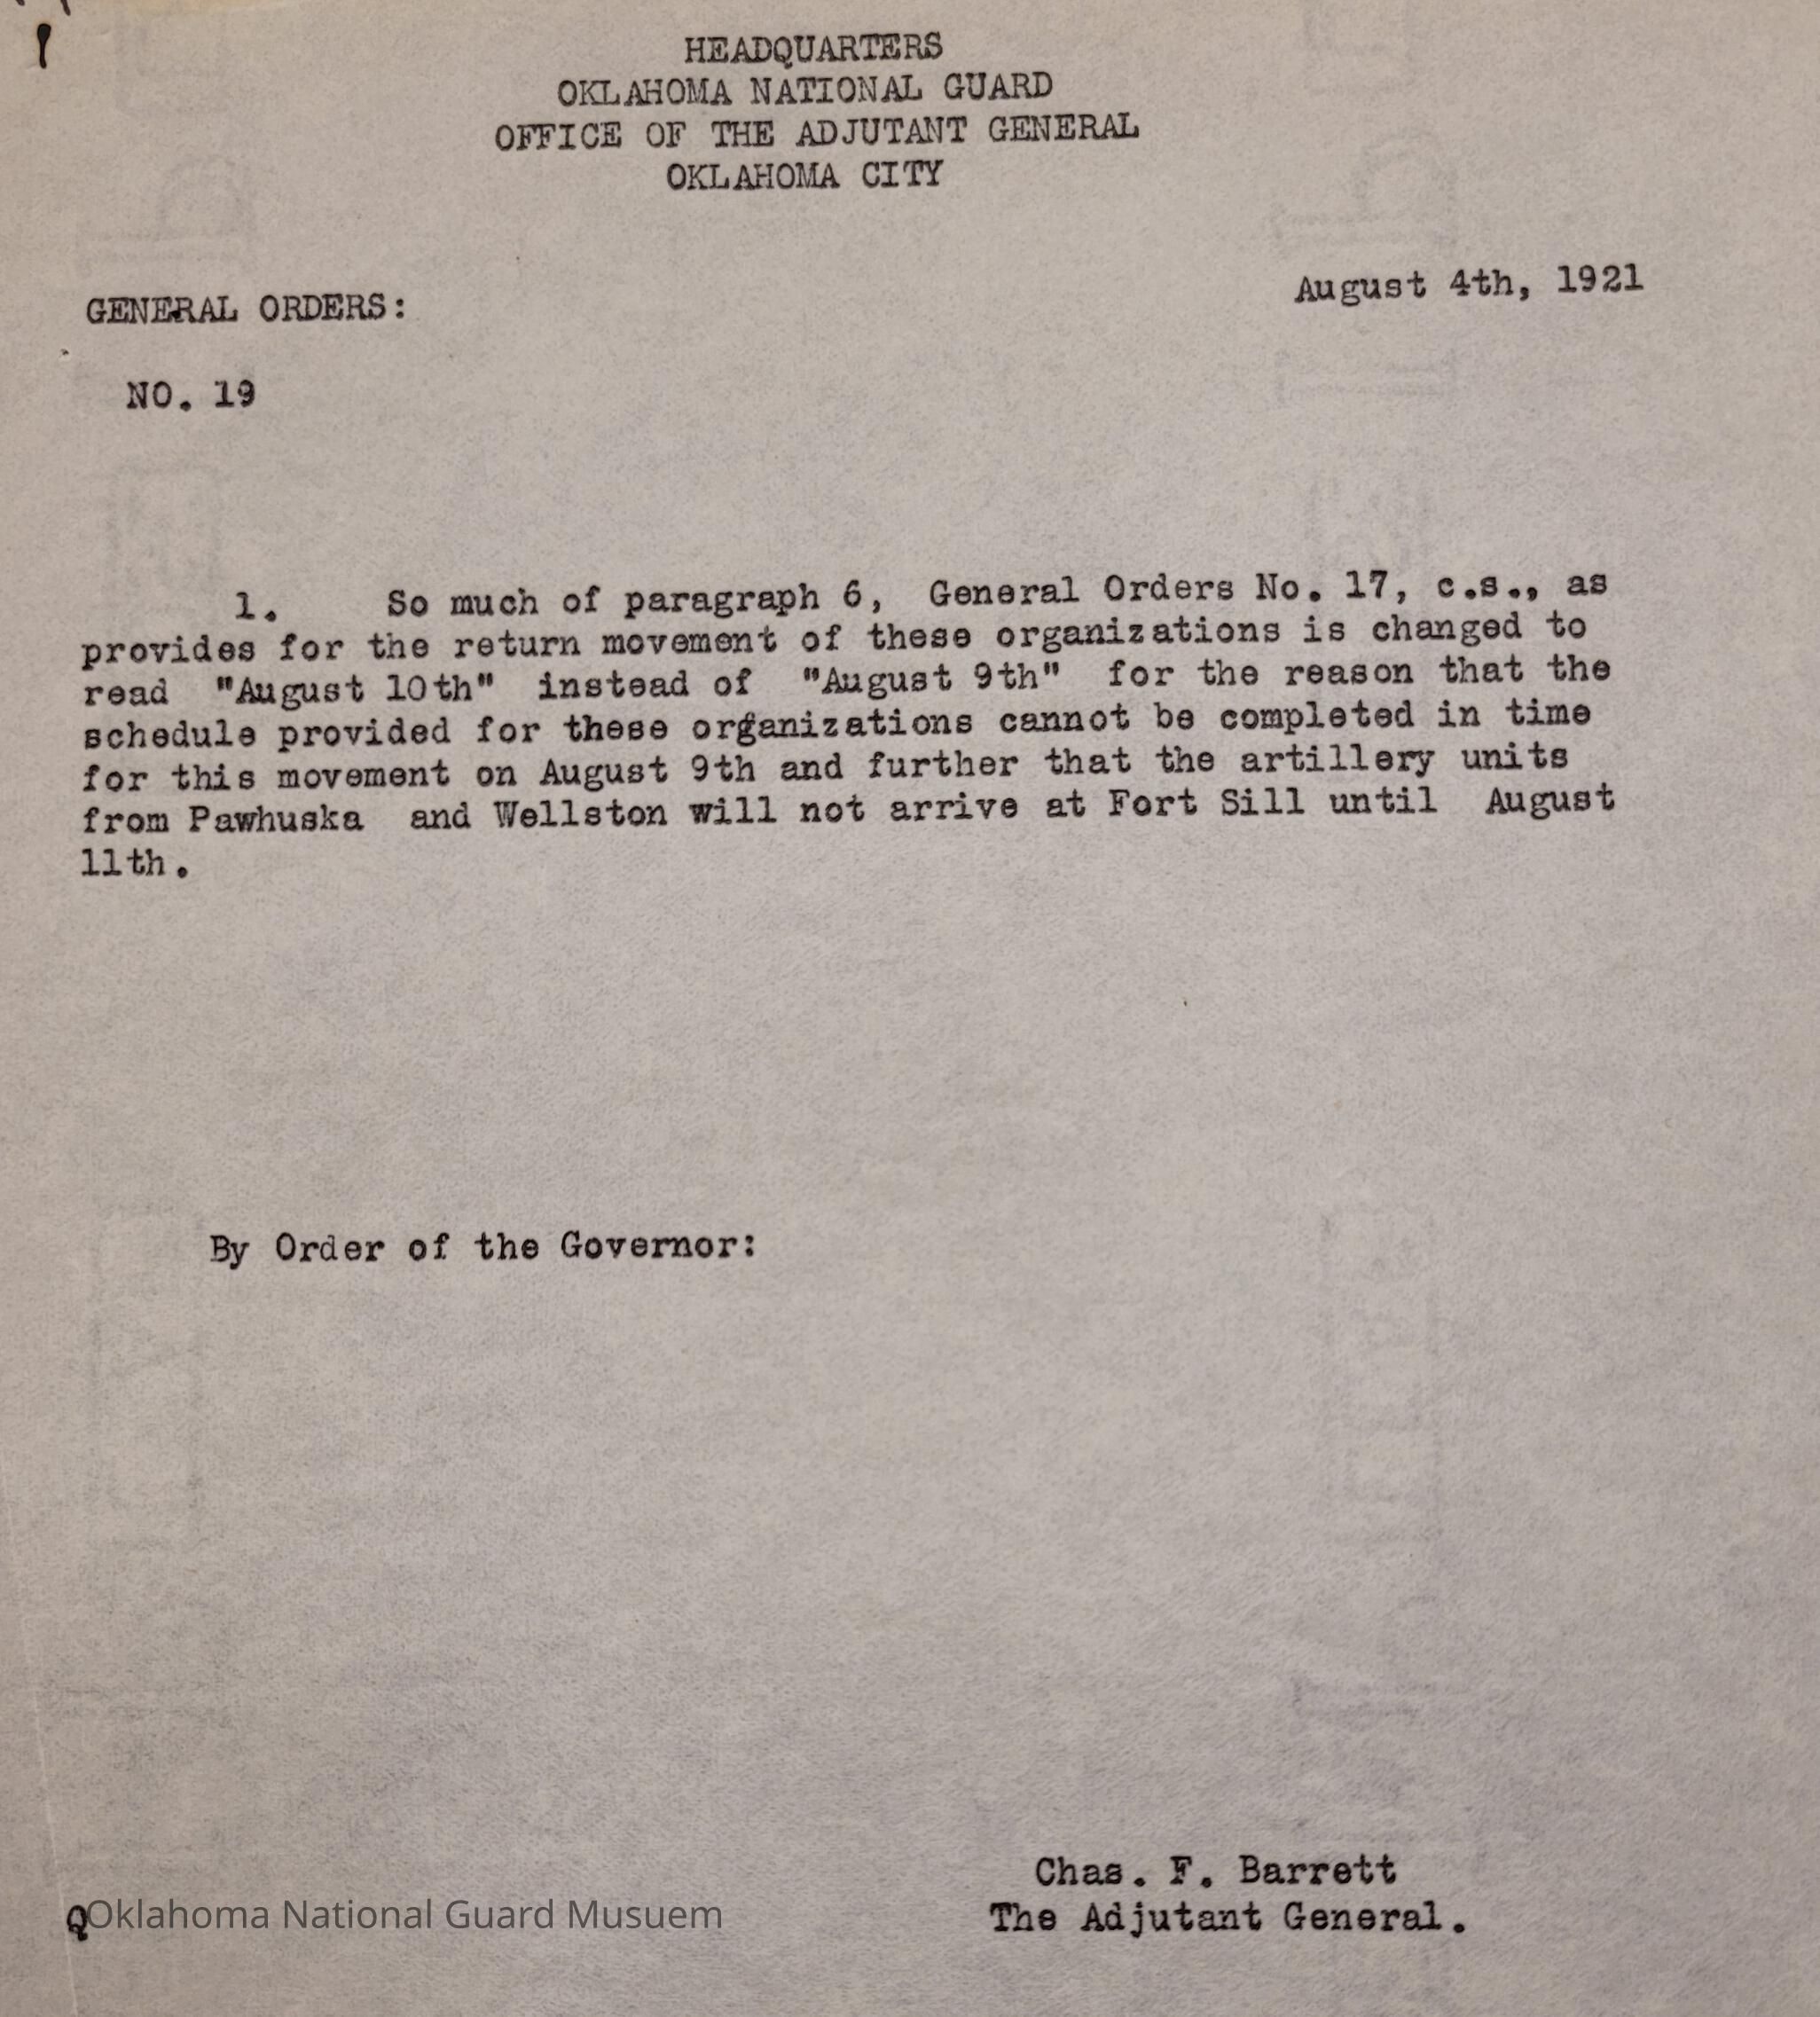 HEADQUARTERS
OKLAHOMA NATIONAL GUARD
OFFICE OF THE ADJUTANT GENERAL
OKLAHOMA CITY
August 4th, 1921
GENERAL ORDERS:
NO. 19
1. So much of paragraph 6, General Orders No. 17, c.s., as
provides for the return movement of these organizations is changed to
read "August 10th" instead of "August 9th" for the reason that the
schedule provided for these organizations cannot be completed in time
for this movement on August 9th and further that the artillery units
from Pawhuska and Wellston will not arrive at Fort Sill until August
11th.
By Order of the Governor:
Chas. F. Barrett
The Adjutant General.
Q
Oklahoma National Guard Musuem